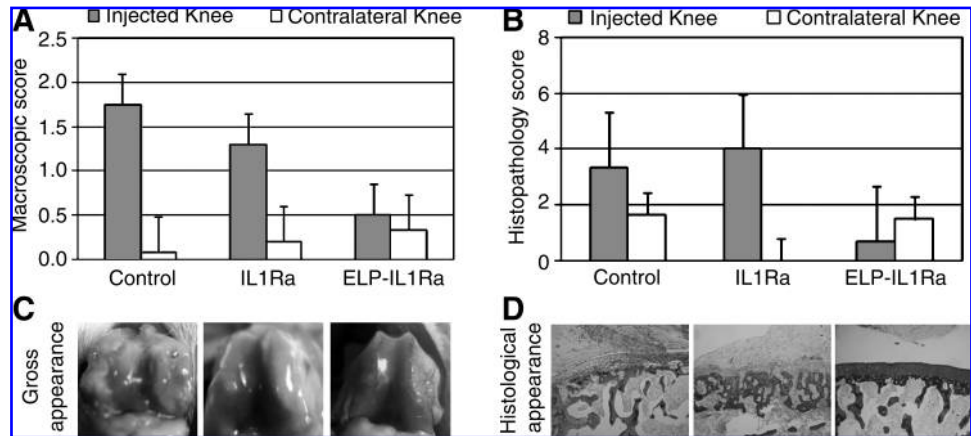 A
Injected Knee
Contralateral Knee
Macroscopic score
2.5
2.0
1.5
1.0
0.5
0.0
Control
IL1Ra
ELP-IL1Ra
B
Injected Knee
Contralateral Knee
Histopathology score
8
6
4
2
0
Control
IL1Ra
ELP-IL1Ra
C
Gross
appearance
D
Histological
appearance